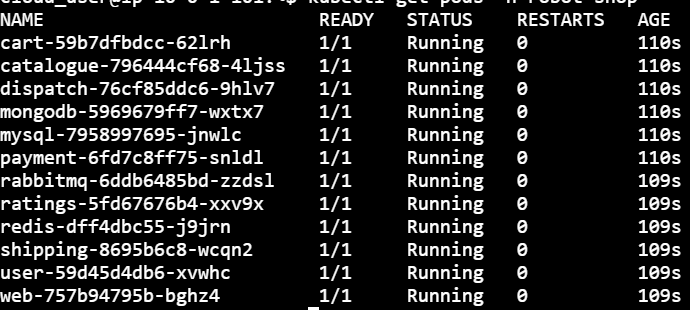 cloud_user@ip-10-0-1-101:~$ kubectl get pods -n robot-shop
NAME READY STATUS RESTARTS AGE
cart-59b7dfbdcc-62lrh 1/1 Running 0 110s
catalogue-796444cf68-4ljss 1/1 Running 0 110s
dispatch-76cf85ddc6-9hlv7 1/1 Running 0 110s
mongodb-5969679ff7-wxtx7 1/1 Running 0 110s
mysql-7958997695-jnwlc 1/1 Running 0 110s
payment-6fd7c8ff75-snldl 1/1 Running 0 110s
rabbitmq-6ddb6485bd-zzdsl 1/1 Running 0 109s
ratings-5fd67676b4-xxv9x 1/1 Running 0 109s
redis-dff4dbc55-j9jrn 1/1 Running 0 109s
shipping-8695b6c8-wcqn2 1/1 Running 0 109s
user-59d45d4db6-xvwhc 1/1 Running 0 109s
web-757b94795b-bghz4 1/1 Running 0 109s